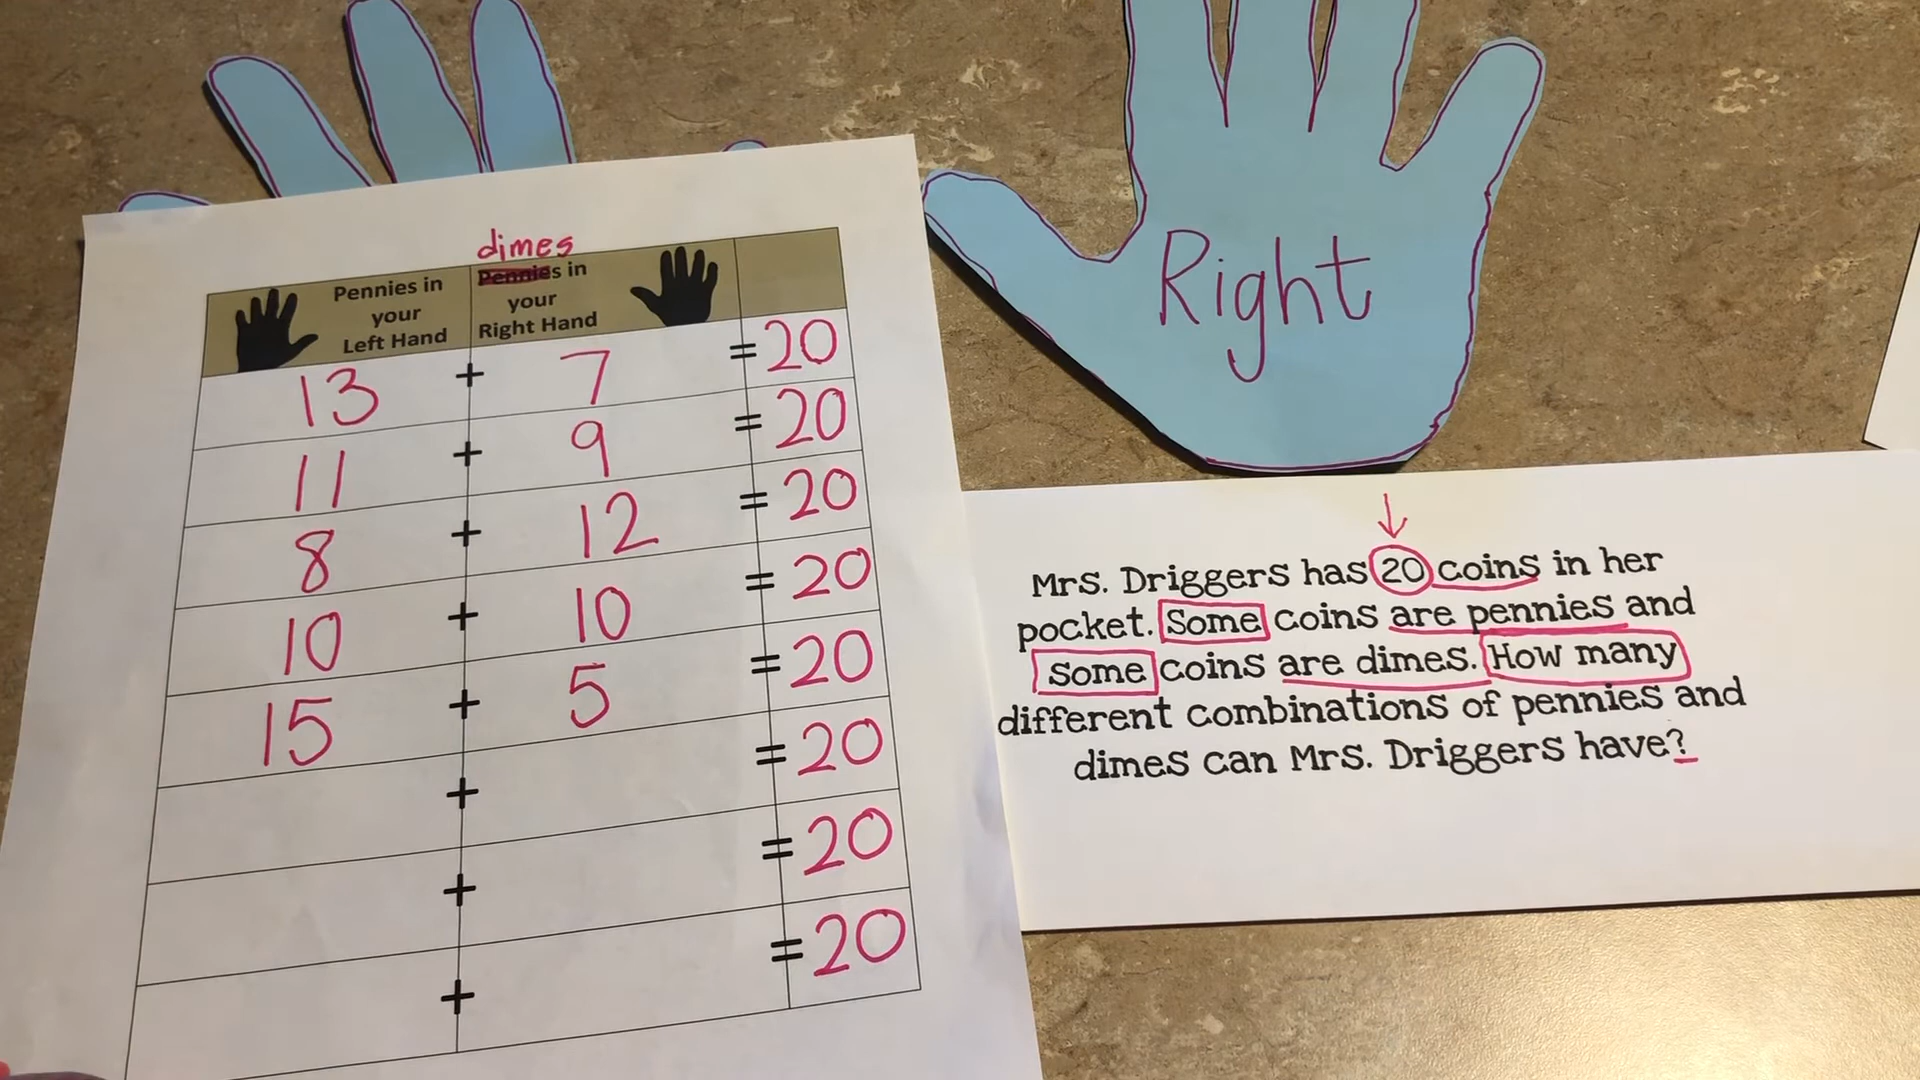 dimes
Pennies in
your
Left Hand
Pennies in
your
Right Hand
13 + 7 = 20
11 + 9 = 20
8 + 12 = 20
10 + 10 = 20
15 + 5 = 20
+ = 20
+ = 20
+ = 20
Right
Mrs. Driggers has 20 coins in her
pocket. Some coins are pennies and
some coins are dimes. How many
different combinations of pennies and
dimes can Mrs. Driggers have?